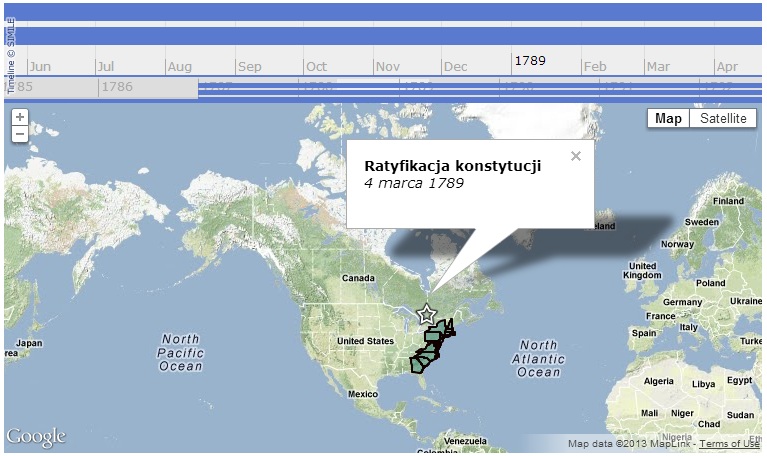 Timeline © SIMILE
Jun Jul Aug Sep Oct Nov Dec 1789 Feb Mar Apr
1786
+
−
Map Satellite
Ratyfikacja konstytucji ×
4 marca 1789
Finland
Sweden
Norway
Canada
United
Kingdom
Poland
Germany Ukraine
France
Italy
Spain
Japan
North
Pacific
Ocean
United States
North
Atlantic
Ocean
Mexico
Algeria Libya Egypt
Mali Niger
Chad Sudan
Nigeria
Venezuela
Colombia
Google
Map data ©2013 MapLink - Terms of Use